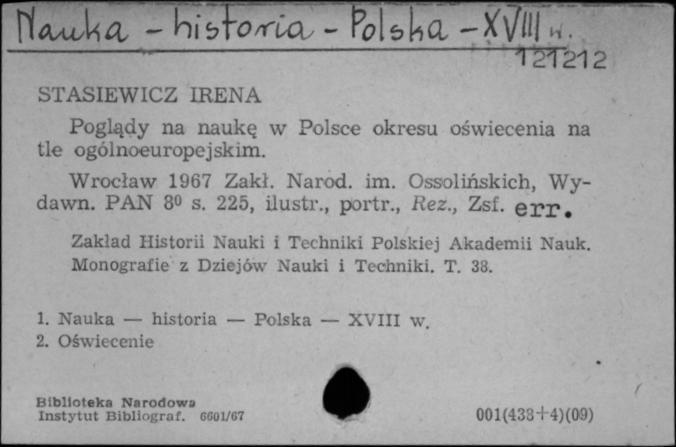 Nauka - historia - Polska - XVIII w.
121212
STASIEWICZ IRENA
Poglądy na naukę w Polsce okresu oświecenia na
tle ogólnoeuropejskim.
Wrocław 1967 Zakł. Narod. im. Ossolińskich, Wy-
dawn. PAN 8⁰ s. 225, ilustr., portr., Rez., Zsf. err.
Zakład Historii Nauki i Techniki Polskiej Akademii Nauk.
Monografie z Dziejów Nauki i Techniki. T. 38.
1. Nauka — historia — Polska — XVIII w.
2. Oświecenie
Biblioteka Narodowa
Instytut Bibliograf. 6601/67
001(438+4)(09)